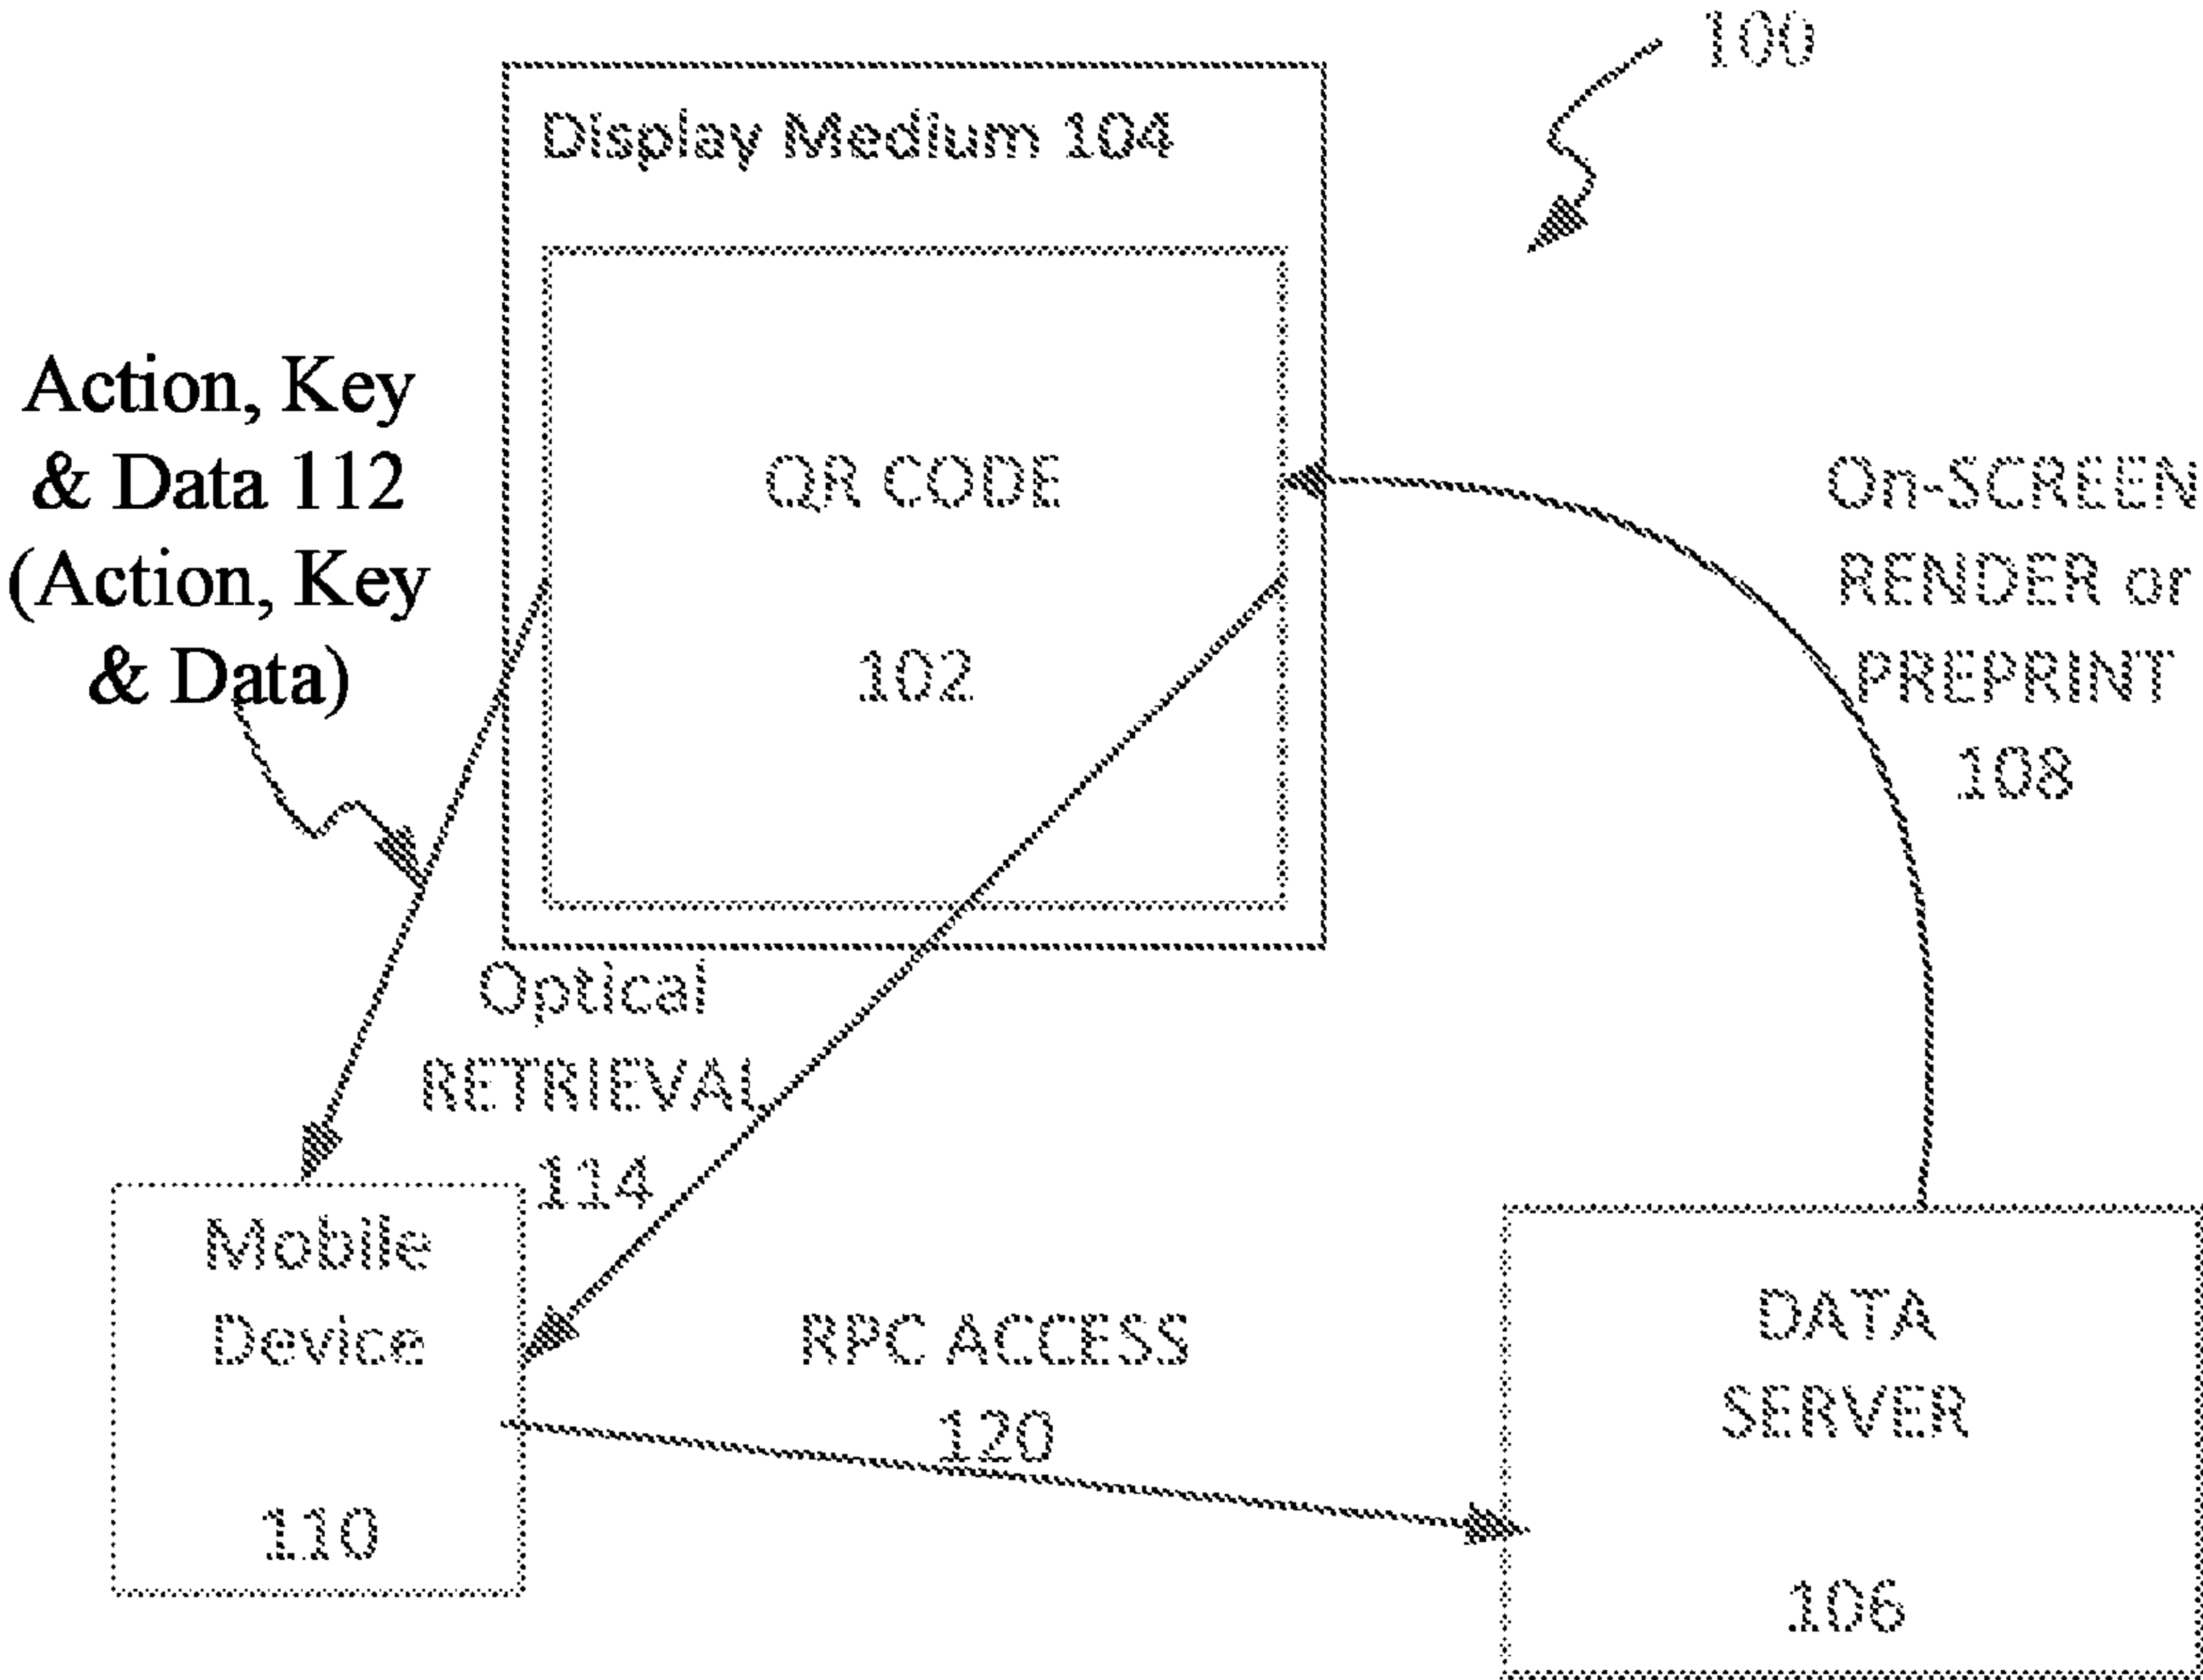 100
Display Medium 104
Action, Key
& Data 112
(Action, Key
& Data)
QR CODE
102
On-SCREEN
RENDER or
PREPRINT
108
Optical
RETRIEVAL
114
Mobile
Device
110
RPC ACCESS
120
DATA
SERVER
106